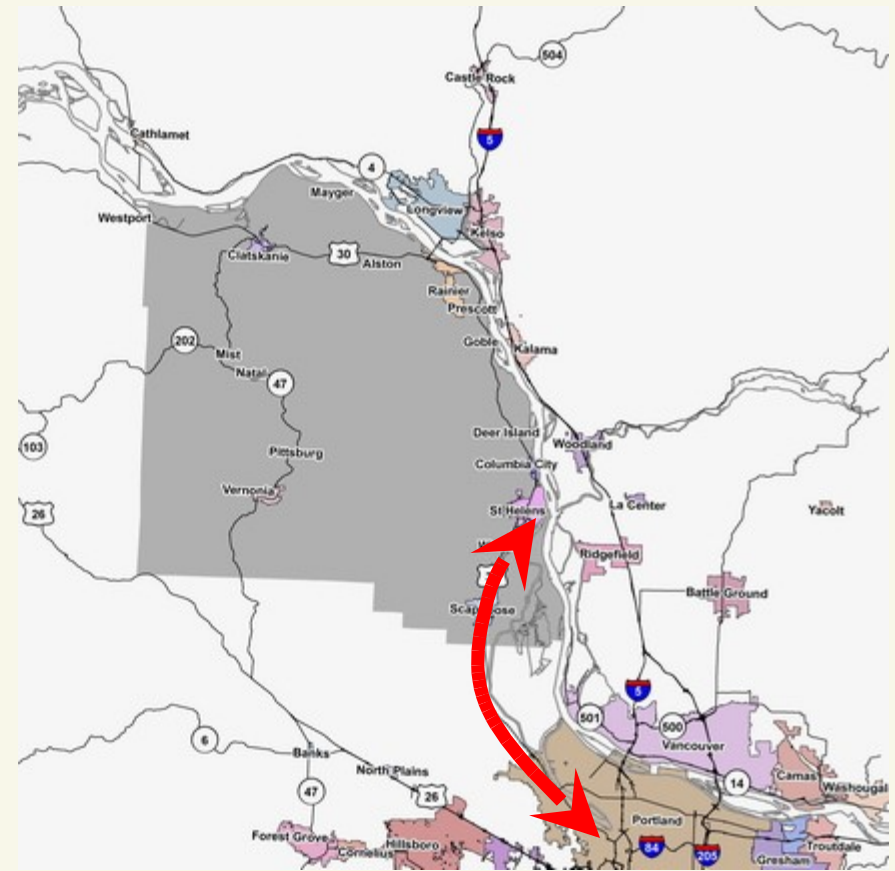 504
Castle Rock
5
Cathlamet
4
Mayger
Longview
Westport
Kelso
Clatskanie
30
Alston
Rainier
Prescott
202
Goble
Kalama
Mist
Natal
47
103
Deer Island
Woodland
Pittsburg
Columbia City
Vernonia
26
St Helens
La Center
Yacolt
Ridgefield
Battle Ground
5
501
500
6
Vancouver
Banks
North Plains
14
Camas
47
26
Washougal
Portland
Forest Grove
Hillsboro
84
205
Troutdale
Cornelius
Gresham